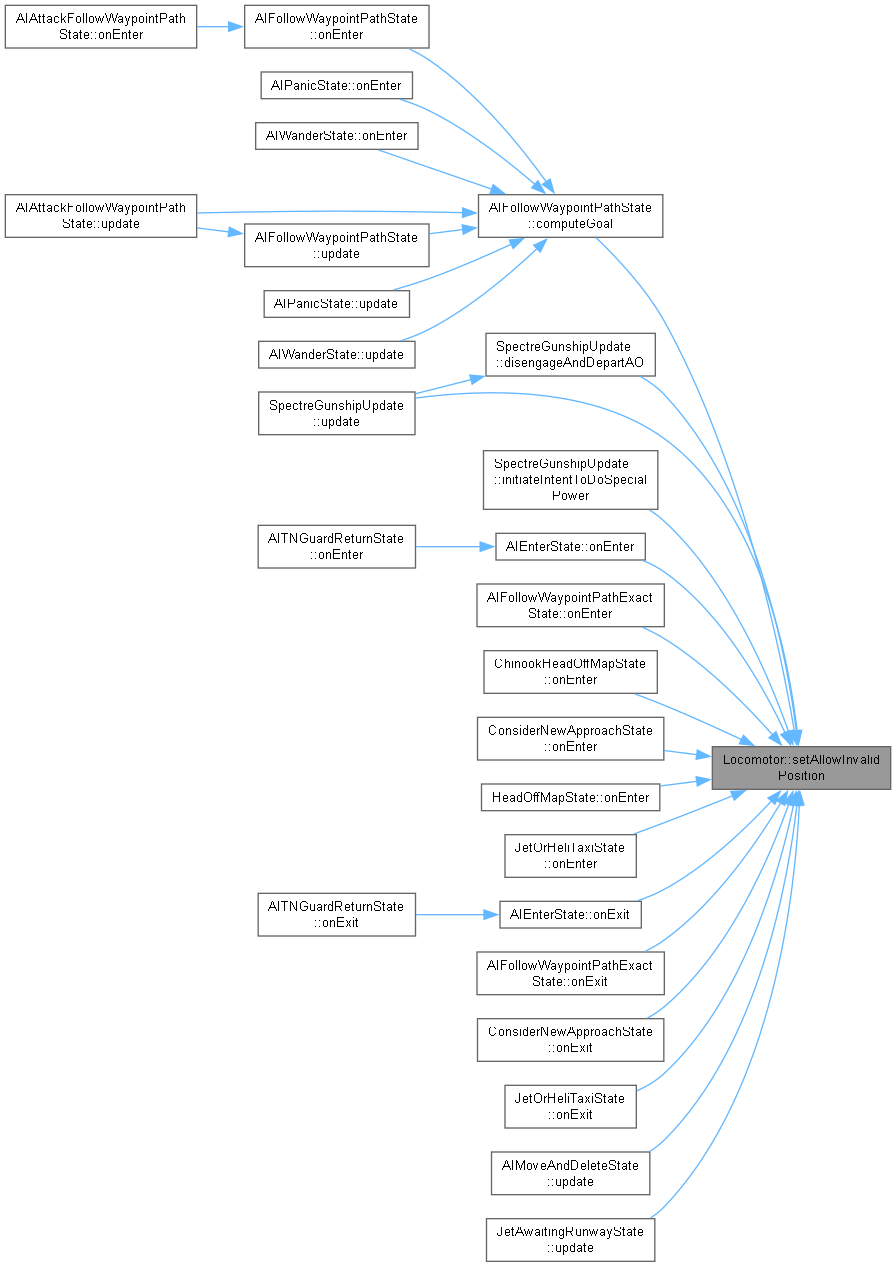 AIAttackFollowWaypointPath
State::onEnter
AIFollowWaypointPathState
::onEnter
AIPanicState::onEnter
AIWanderState::onEnter
AIAttackFollowWaypointPath
State::update
AIFollowWaypointPathState
::computeGoal
AIFollowWaypointPathState
::update
AIPanicState::update
AIWanderState::update
SpectreGunshipUpdate
::disengageAndDepartAO
SpectreGunshipUpdate
::update
SpectreGunshipUpdate
::initiateIntentToDoSpecial
Power
AITNGuardReturnState
::onEnter
AIEnterState::onEnter
AIFollowWaypointPathExact
State::onEnter
ChinookHeadOffMapState
::onEnter
ConsiderNewApproachState
::onEnter
Locomotor::setAllowInvalid
Position
HeadOffMapState::onEnter
JetOrHeliTaxiState
::onEnter
AITNGuardReturnState
::onExit
AIEnterState::onExit
AIFollowWaypointPathExact
State::onExit
ConsiderNewApproachState
::onExit
JetOrHeliTaxiState
::onExit
AIMoveAndDeleteState
::update
JetAwaitingRunwayState
::update